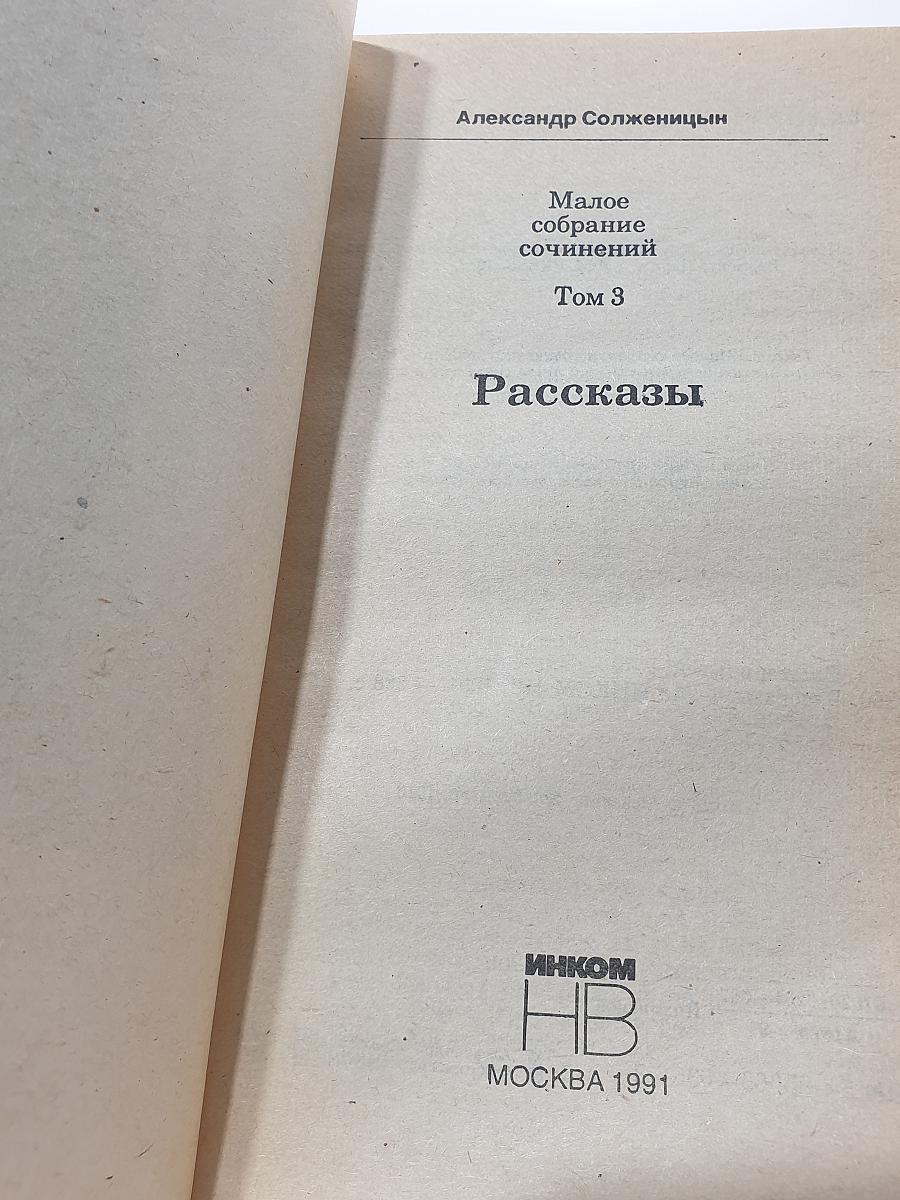 Александр Солженицын
Малое
собрание
сочинений
Том 3
Рассказы
ИНКОМ
НВ
МОСКВА 1991